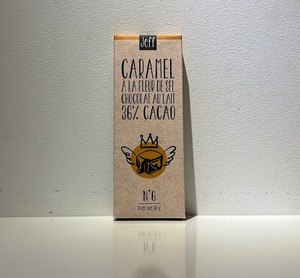 Jeff
CARAMEL
A LA FLEUR DE SEL
CHOCOLAT AU LAIT
36% CACAO
N°6